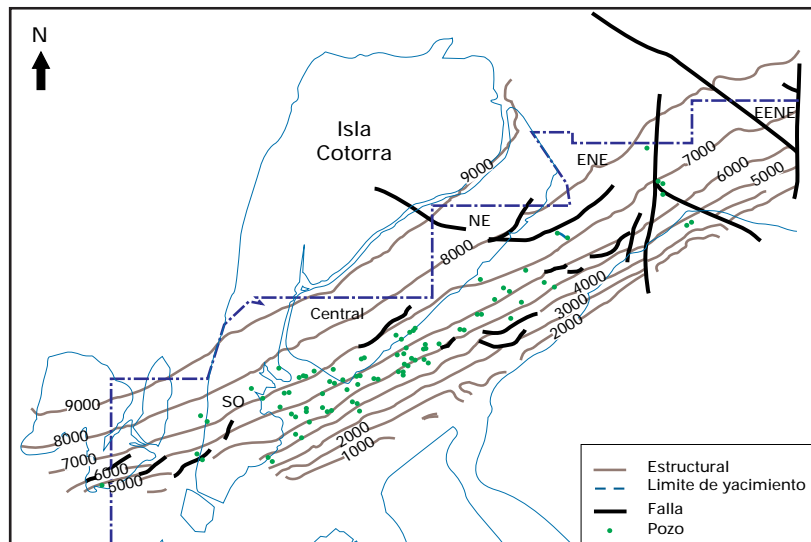 N
Isla
Cotorra
EENE
ENE
7000
6000
5000
9000
NE
8000
4000
3000
2000
Central
SO
9000
8000
7000
6000
5000
2000
1000
Estructural
Limite de yacimiento
Falla
Pozo